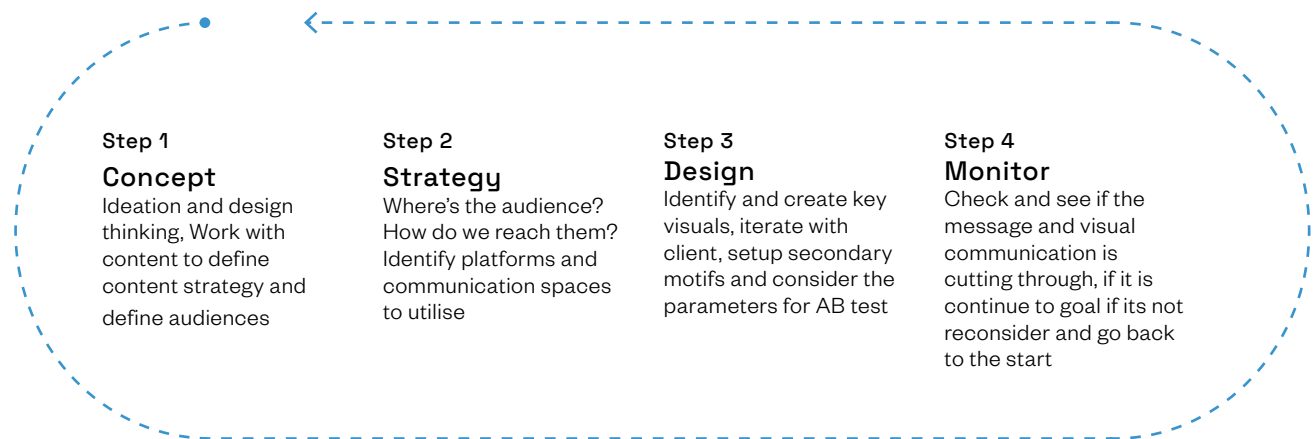 Step 1
Concept
Ideation and design
thinking, Work with
content to define
content strategy and
define audiences
Step 2
Strategy
Where's the audience?
How do we reach them?
Identify platforms and
communication spaces
to utilise
Step 3
Design
Identify and create key
visuals, iterate with
client, setup secondary
motifs and consider the
parameters for AB test
Step 4
Monitor
Check and see if the
message and visual
communication is
cutting through, if it is
continue to goal if its not
reconsider and go back
to the start